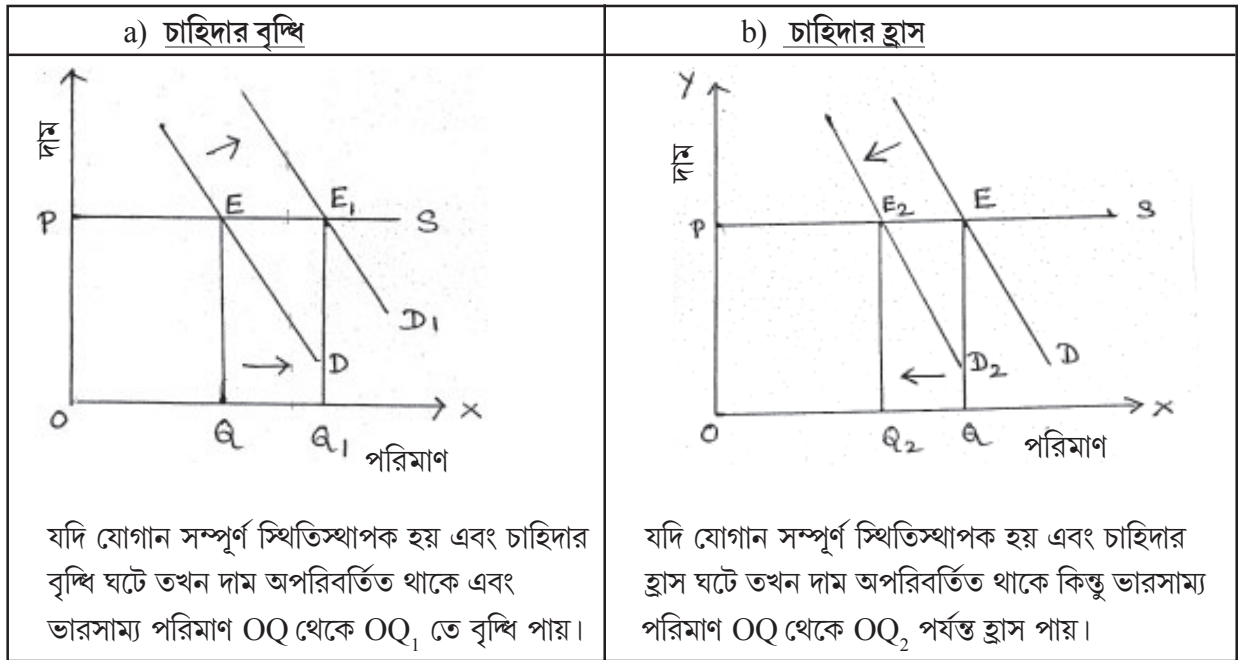 a) চাহিদার বৃদ্ধি
b) চাহিদার হ্রাস
দাম
P
E
E₁
S
D₁
D
O
Q
Q₁
X
পরিমাণ
Y
দাম
P
E₂
E
S
D₂
D
O
Q₂
Q
X
পরিমাণ
যদি যোগান সম্পূর্ণ স্থিতিস্থাপক হয় এবং চাহিদার
বৃদ্ধি ঘটে তখন দাম অপরিবর্তিত থাকে এবং
ভারসাম্য পরিমাণ OQ থেকে OQ₁ তে বৃদ্ধি পায়।
যদি যোগান সম্পূর্ণ স্থিতিস্থাপক হয় এবং চাহিদার
হ্রাস ঘটে তখন দাম অপরিবর্তিত থাকে কিন্তু ভারসাম্য
পরিমাণ OQ থেকে OQ₂ পর্যন্ত হ্রাস পায়।